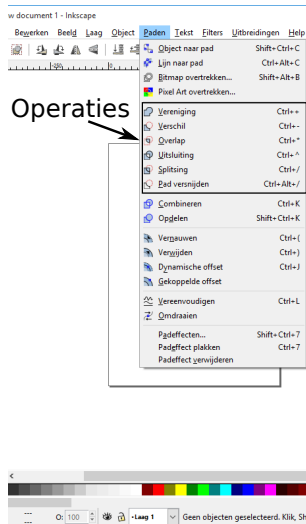 w document 1 - Inkscape
Bewerken Beeld Laag Object Paden Tekst Filters Uitbreidingen Help
Object naar pad Shift+Ctrl+C
Lijn naar pad Ctrl+Alt+C
Bitmap overtrekken... Shift+Alt+B
Pixel Art overtrekken...
Operaties
Vereniging Ctrl++
Verschil Ctrl+-
Overlap Ctrl+*
Uitsluiting Ctrl+^
Splitsing Ctrl+/
Pad versnijden Ctrl+Alt+/
Combineren Ctrl+K
Opdelen Shift+Ctrl+K
Vernauwen Ctrl+(
Verwijden Ctrl+)
Dynamische offset Ctrl+J
Gekoppelde offset
Vereenvoudigen Ctrl+L
Omdraaien
Padeffecten... Shift+Ctrl+7
Padeffect plakken Ctrl+7
Padeffect verwijderen
O: 100 •Laag 1 Geen objecten geselecteerd. Klik, Sh